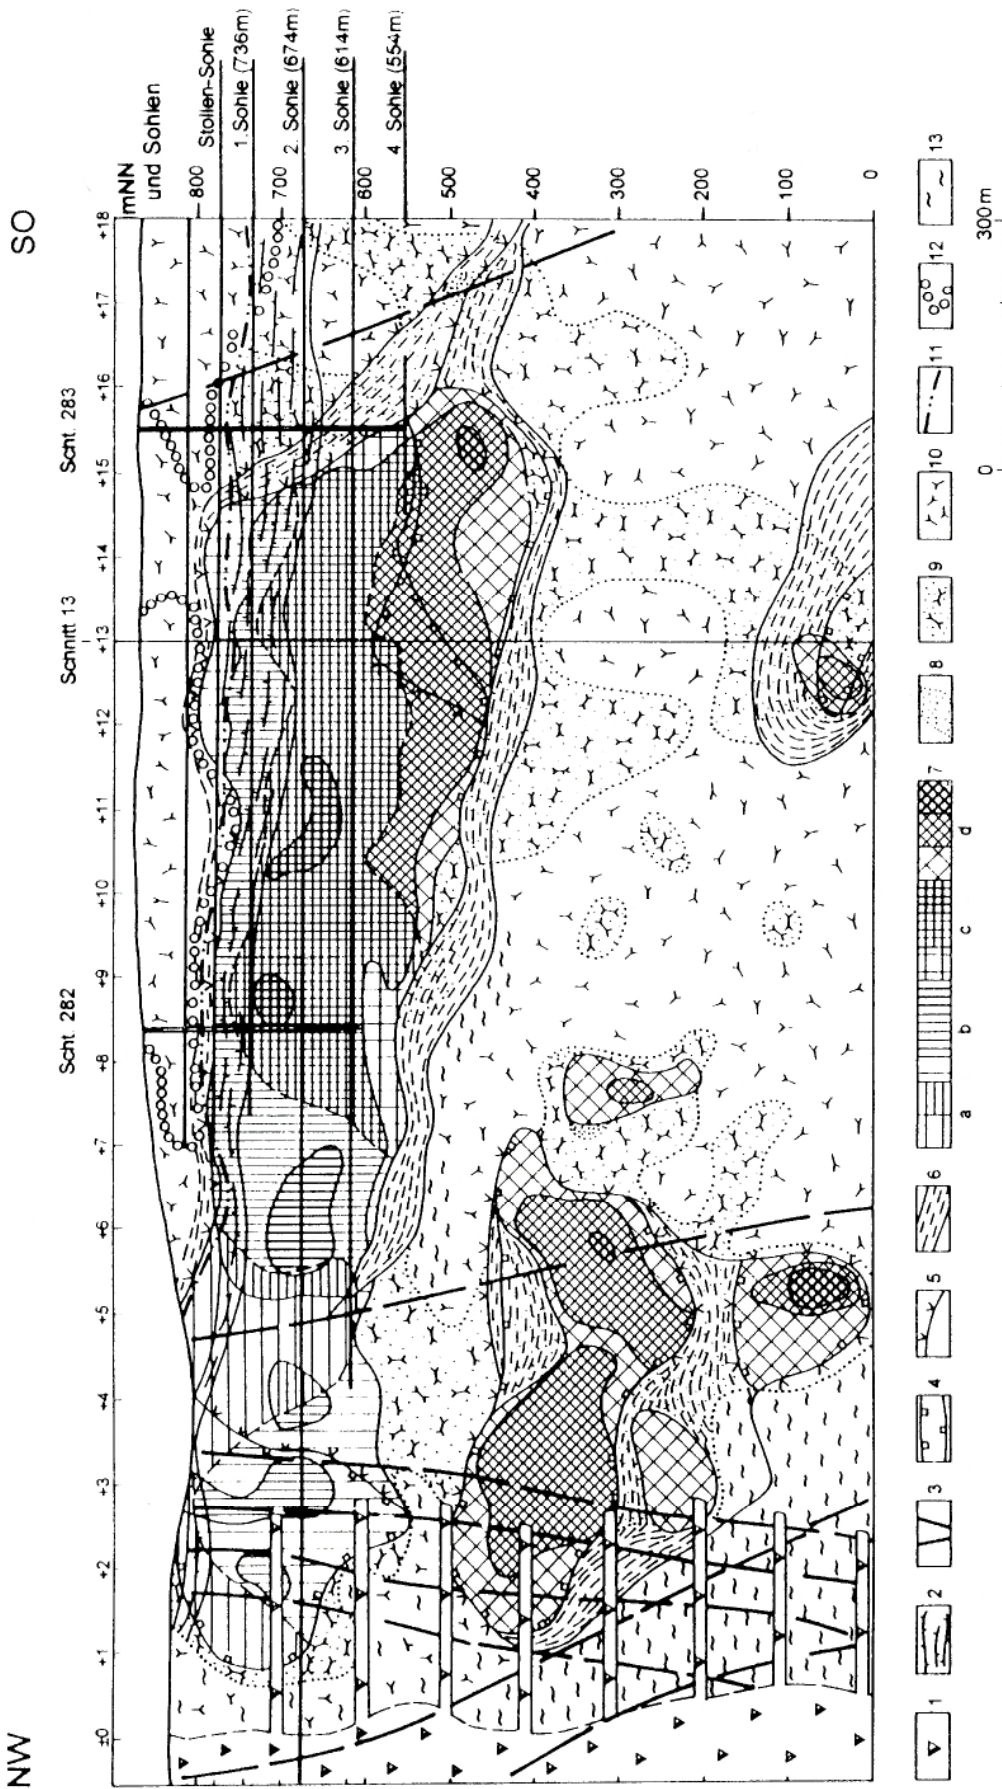 NW
SO
±0
+1
+2
+3
+4
+5
+6
+7
+8
+9
+10
+11
+12
+13
+14
+15
+16
+17
+18
Scht. 282
Schnitt 13
Scht. 283
mNN
und Sohlen
Stollen-Sohle
1. Sohle (736m)
2. Sohle (674m)
3. Sohle (614m)
4. Sohle (554m)
800
700
600
500
400
300
200
100
0
1
2
3
4
5
6
7
a
b
c
d
8
9
10
11
12
13
0
300m